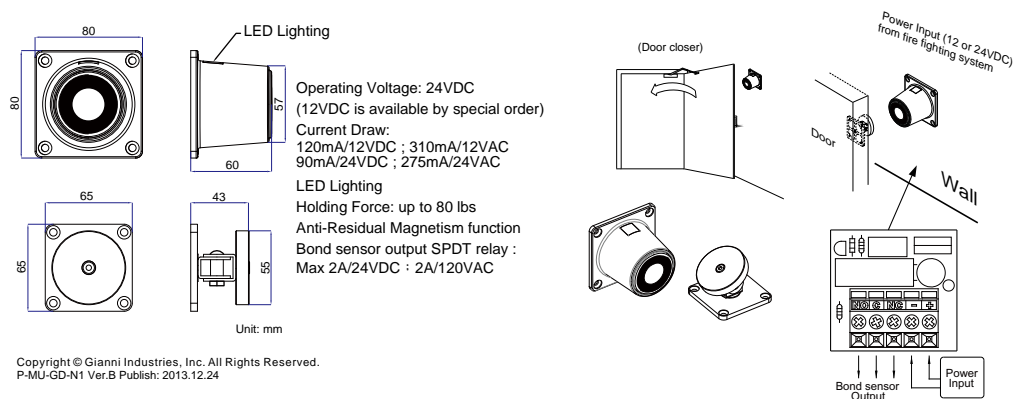 80
LED Lighting
80
57
60
Operating Voltage: 24VDC
(12VDC is available by special order)
Current Draw:
120mA/12VDC ; 310mA/12VAC
90mA/24VDC ; 275mA/24VAC
LED Lighting
Holding Force: up to 80 lbs
Anti-Residual Magnetism function
Bond sensor output SPDT relay :
Max 2A/24VDC : 2A/120VAC
65
43
65
55
Unit: mm
Copyright © Gianni Industries, Inc. All Rights Reserved.
P-MU-GD-N1 Ver.B Publish: 2013.12.24
(Door closer)
Power Input (12 or 24VDC)
from fire fighting system
Door
Wall
NO C NC - +
Bond sensor
Output
Power
Input